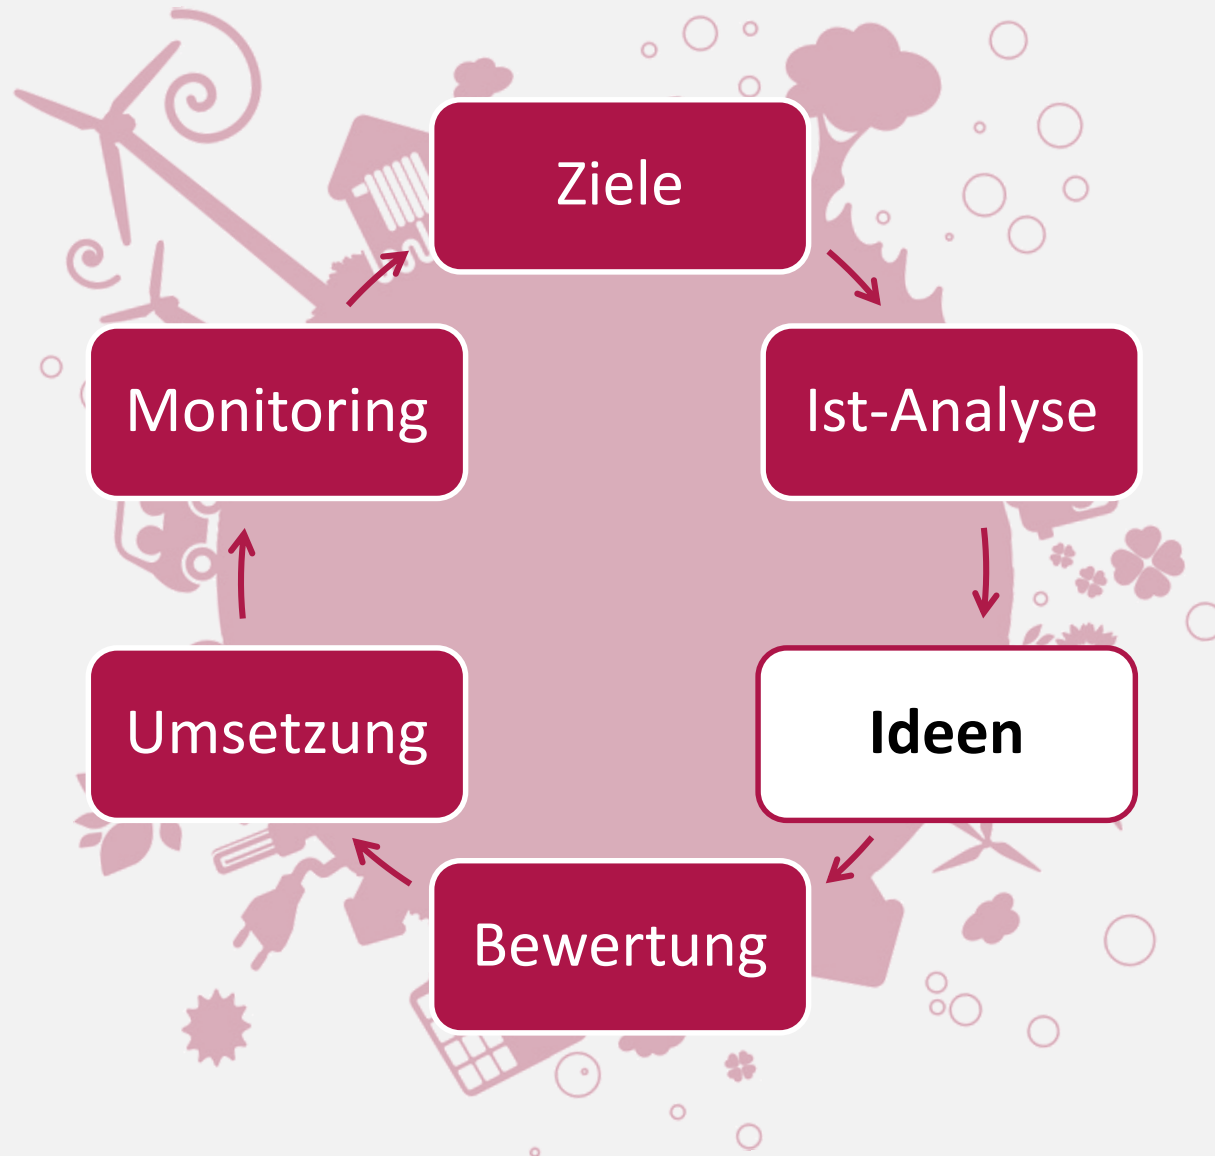 Ziele
Ist-Analyse
Ideen
Bewertung
Umsetzung
Monitoring